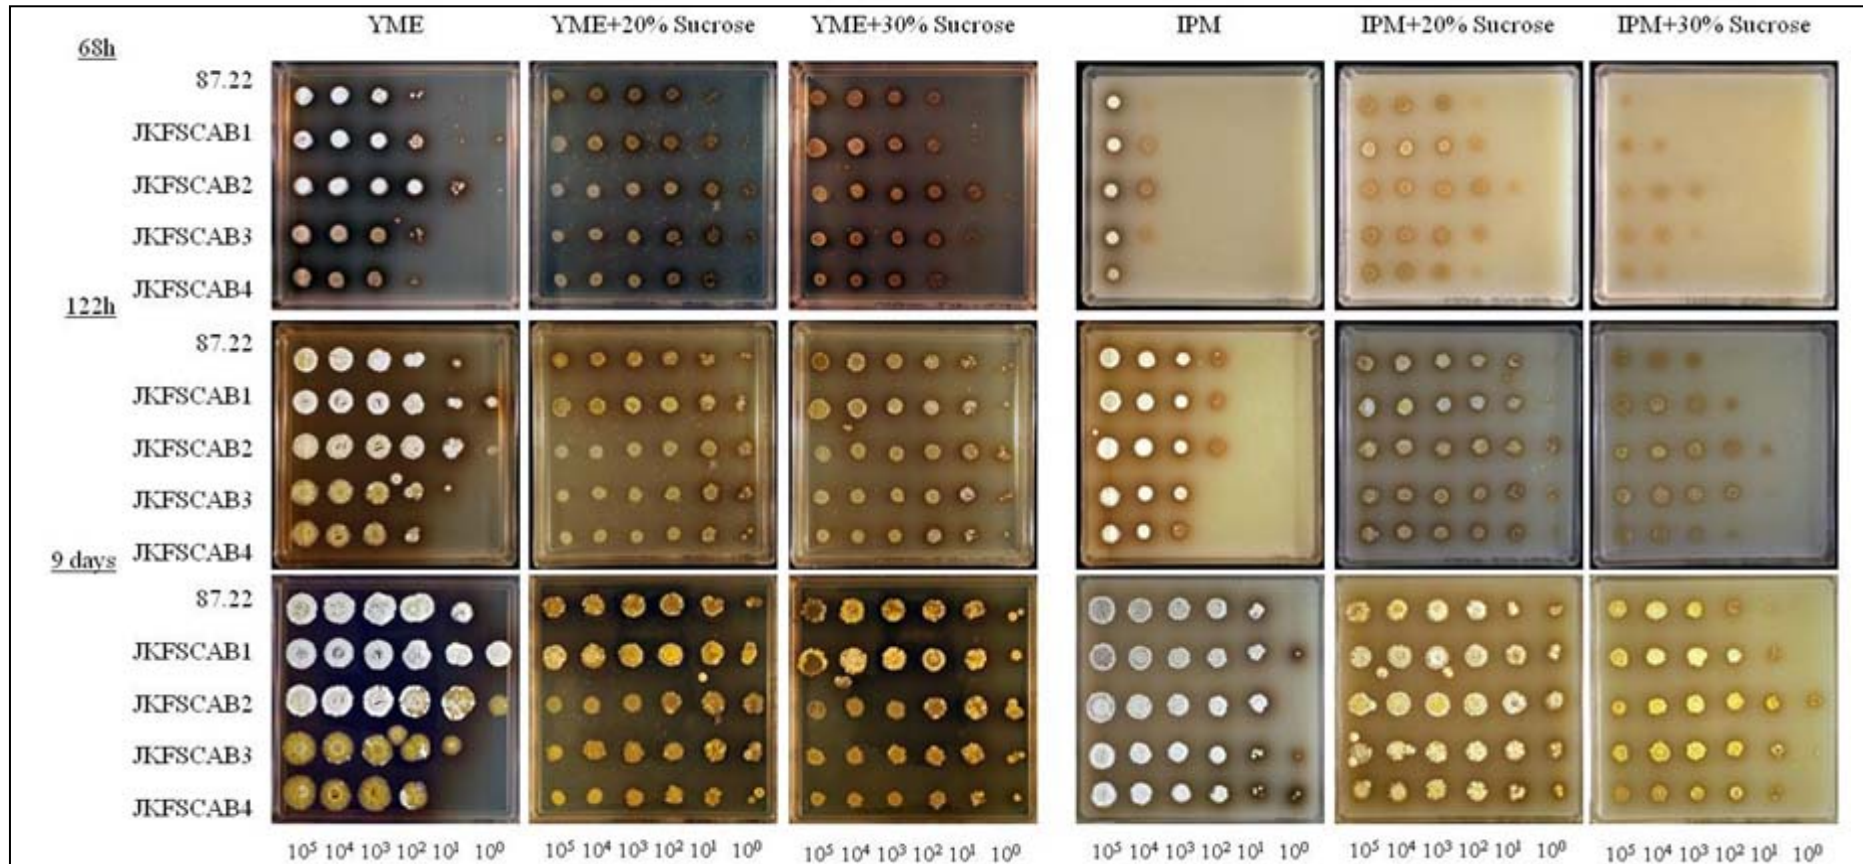 YME YME+20% Sucrose YME+30% Sucrose IPM IPM+20% Sucrose IPM+30% Sucrose
68h
87.22
JKFSCAB1
JKFSCAB2
JKFSCAB3
JKFSCAB4
122h
87.22
JKFSCAB1
JKFSCAB2
JKFSCAB3
JKFSCAB4
9 days
87.22
JKFSCAB1
JKFSCAB2
JKFSCAB3
JKFSCAB4
10⁵ 10⁴ 10³ 10² 10¹ 10⁰ 10⁵ 10⁴ 10³ 10² 10¹ 10⁰ 10⁵ 10⁴ 10³ 10² 10¹ 10⁰ 10⁵ 10⁴ 10³ 10² 10¹ 10⁰ 10⁵ 10⁴ 10³ 10² 10¹ 10⁰ 10⁵ 10⁴ 10³ 10² 10¹ 10⁰